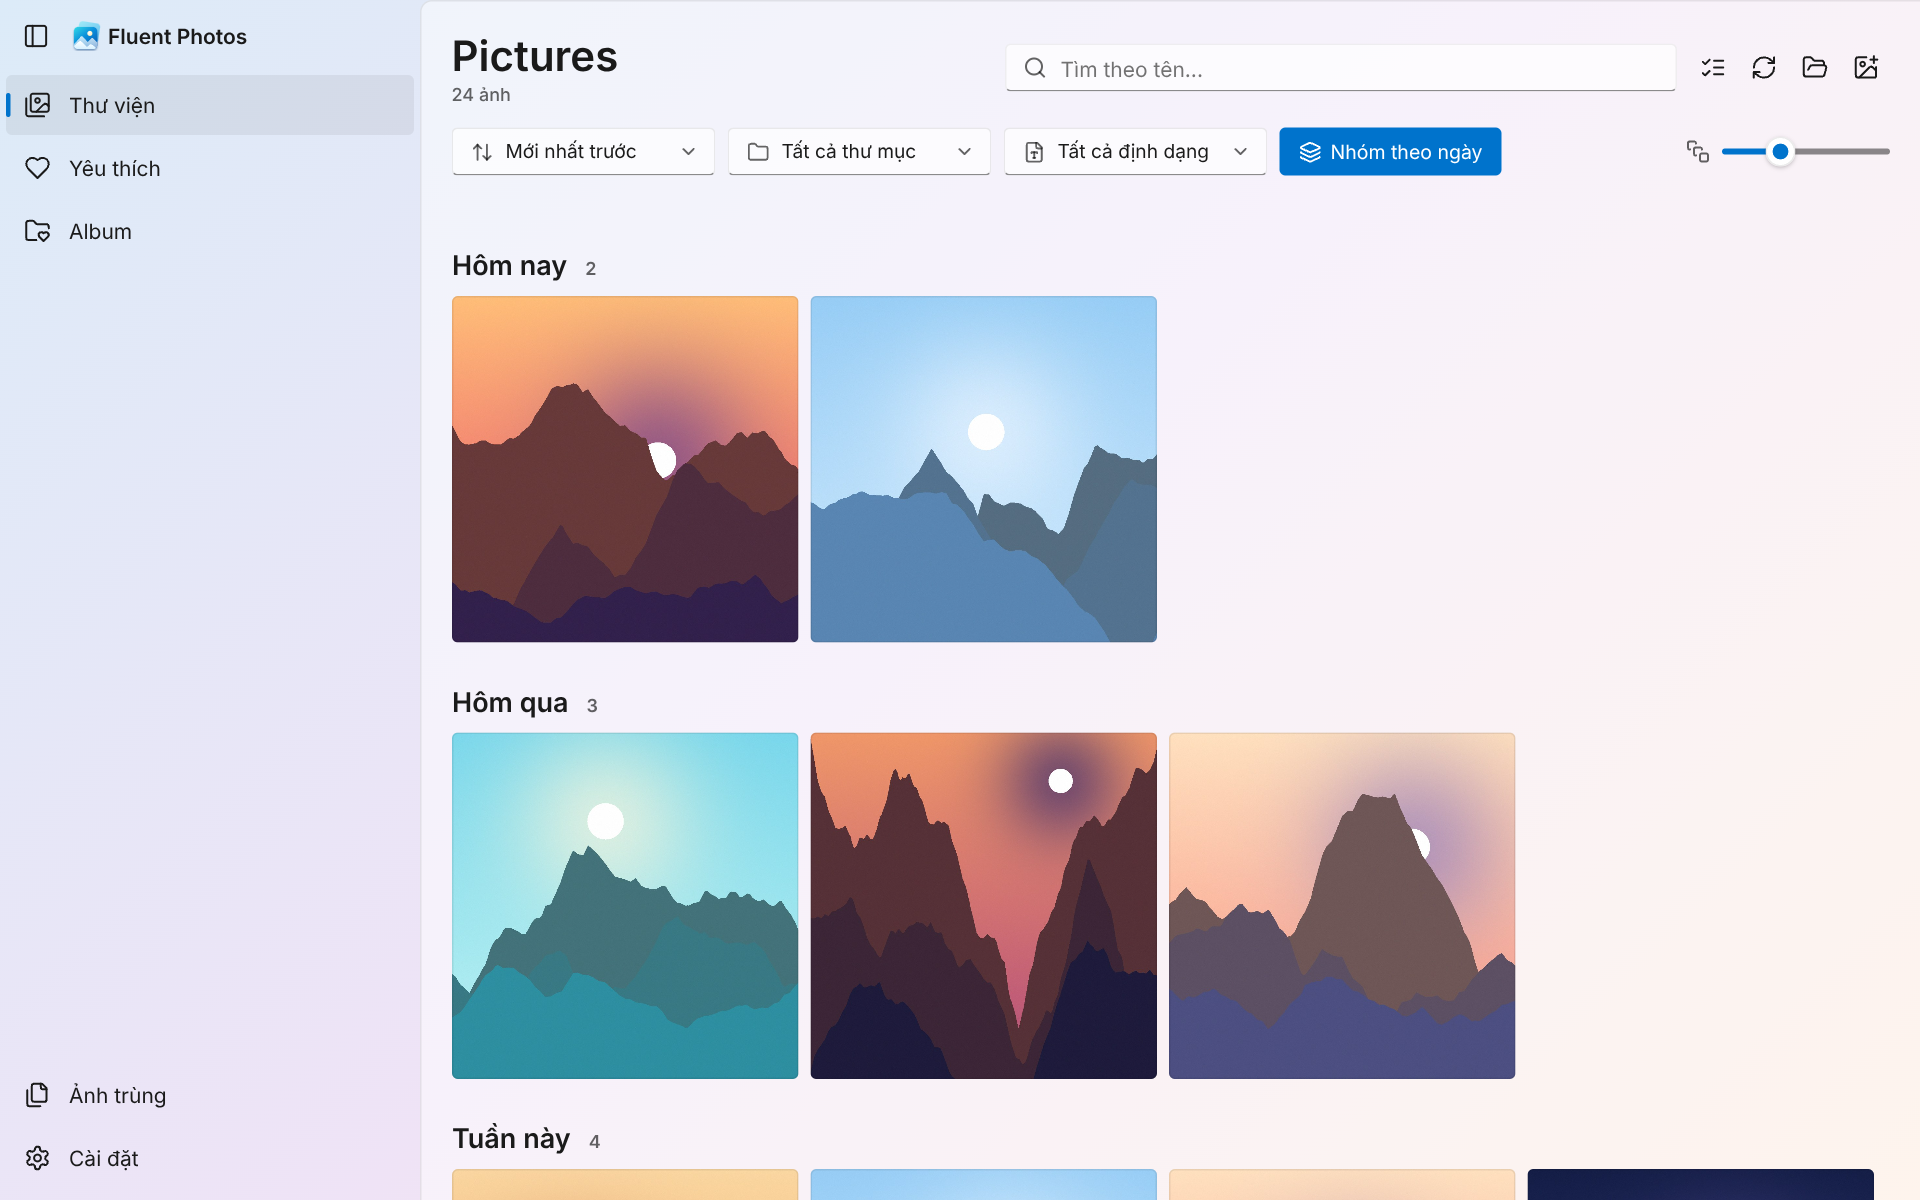 Fluent Photos
Thư viện
Yêu thích
Album
Ảnh trùng
Cài đặt
Pictures
24 ảnh
Tìm theo tên...
Mới nhất trước
Tất cả thư mục
Tất cả định dạng
Nhóm theo ngày
Hôm nay 2
Hôm qua 3
Tuần này 4